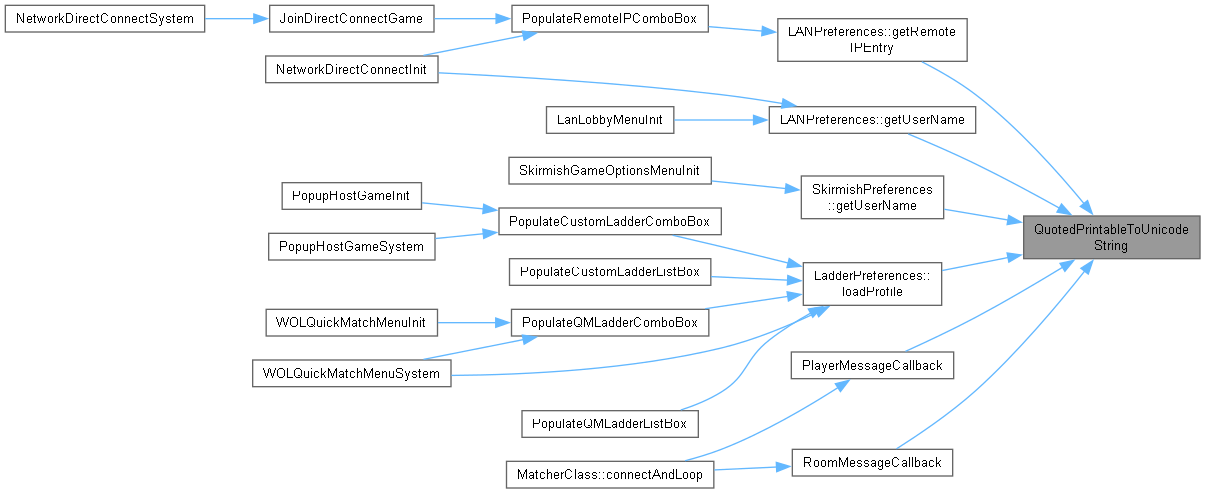 NetworkDirectConnectSystem
JoinDirectConnectGame
PopulateRemoteIPComboBox
LANPreferences::getRemote
IPEntry
NetworkDirectConnectInit
LanLobbyMenuInit
LANPreferences::getUserName
SkirmishGameOptionsMenuInit
SkirmishPreferences
::getUserName
PopupHostGameInit
PopulateCustomLadderComboBox
PopupHostGameSystem
QuotedPrintableToUnicode
String
PopulateCustomLadderListBox
LadderPreferences::
loadProfile
WOLQuickMatchMenuInit
PopulateQMLadderComboBox
WOLQuickMatchMenuSystem
PlayerMessageCallback
PopulateQMLadderListBox
MatcherClass::connectAndLoop
RoomMessageCallback